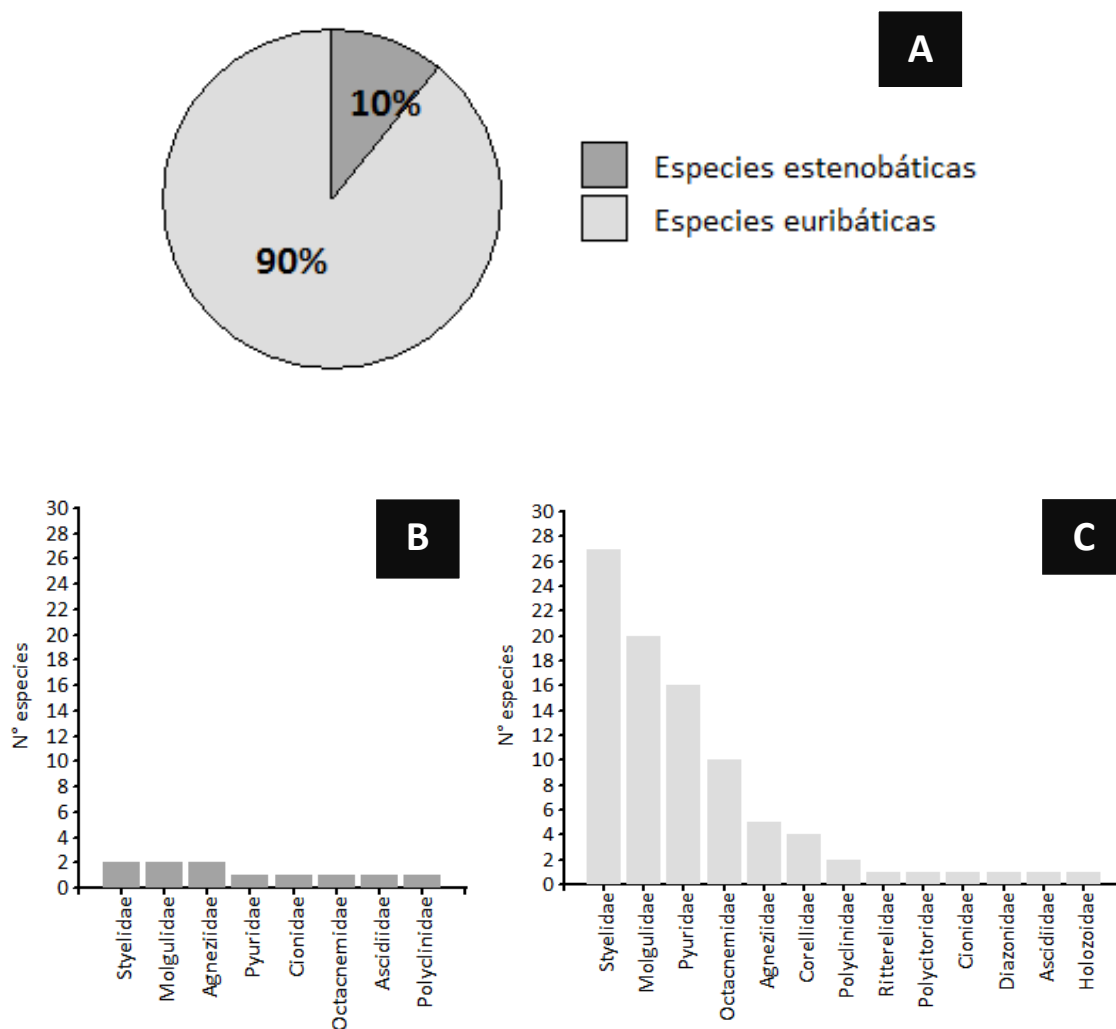 A
10%
90%
Especies estenobáticas
Especies euribáticas
B
N° especies
30
28
26
24
22
20
18
16
14
12
10
8
6
4
2
0
Styelidae
Molgulidae
Agneziidae
Pyuridae
Cionidae
Octacnemidae
Ascidiidae
Polyclinidae
C
N° especies
30
28
26
24
22
20
18
16
14
12
10
8
6
4
2
0
Styelidae
Molgulidae
Pyuridae
Octacnemidae
Agneziidae
Corellidae
Polyclinidae
Ritterelidae
Polycitoridae
Cionidae
Diazonidae
Ascidiidae
Holozoidae